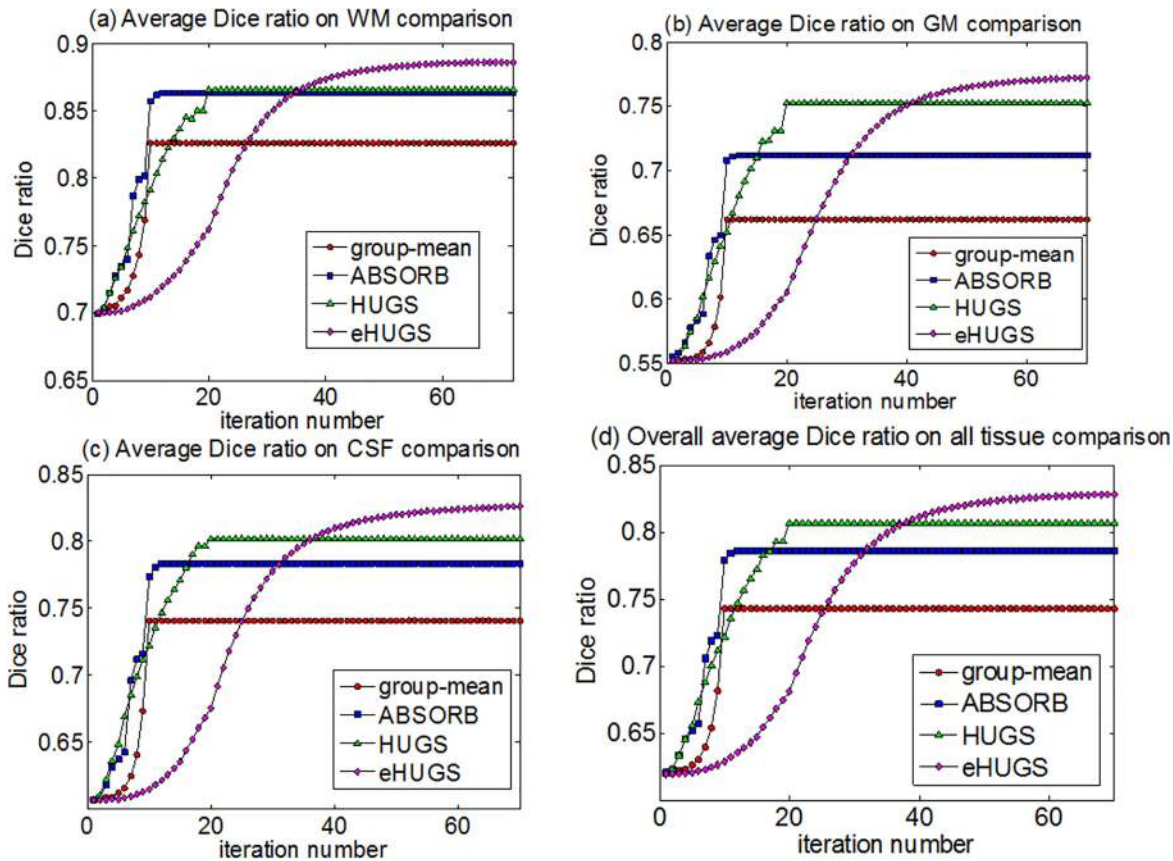 (a) Average Dice ratio on WM comparison
0.9
0.85
0.8
0.75
0.7
0.65
Dice ratio
group-mean
ABSORB
HUGS
eHUGS
0 20 40 60
iteration number
(b) Average Dice ratio on GM comparison
0.8
0.75
0.7
0.65
0.6
0.55
Dice ratio
group-mean
ABSORB
HUGS
eHUGS
0 20 40 60
iteration number
(c) Average Dice ratio on CSF comparison
0.85
0.8
0.75
0.7
0.65
Dice ratio
group-mean
ABSORB
HUGS
eHUGS
0 20 40 60
iteration number
(d) Overall average Dice ratio on all tissue comparison
0.85
0.8
0.75
0.7
0.65
Dice ratio
group-mean
ABSORB
HUGS
eHUGS
0 20 40 60
iteration number